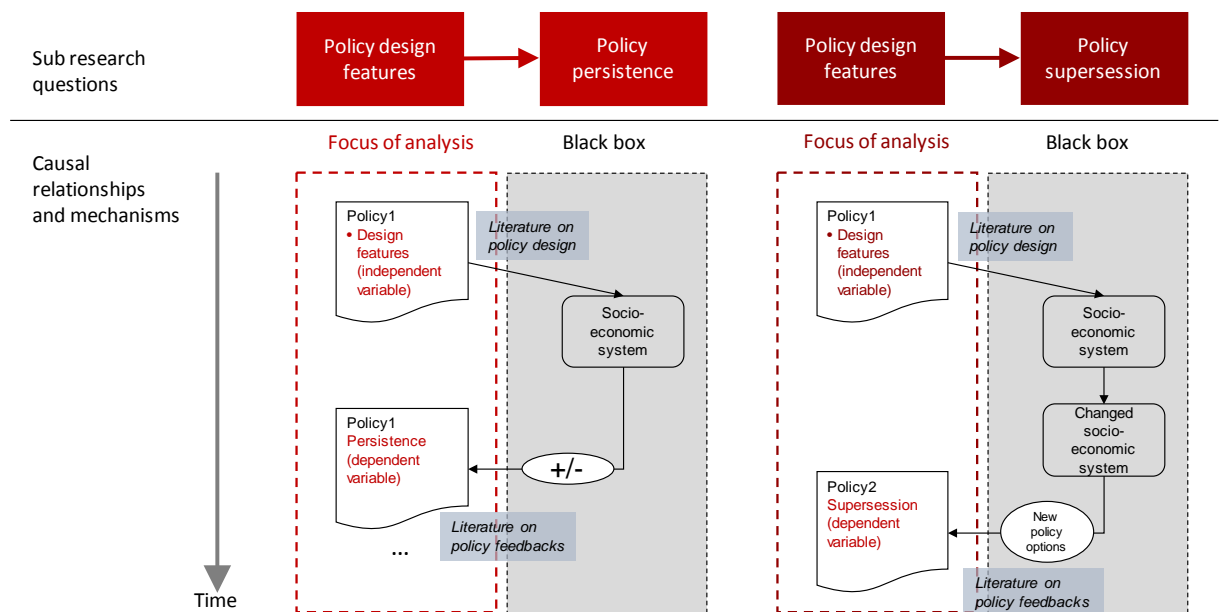 Sub research
questions
Policy design
features
Policy
persistence
Policy design
features
Policy
supersession
Causal
relationships
and mechanisms
Time
Focus of analysis
Black box
Policy1
• Design
features
(independent
variable)
Literature on
policy design
Socio-
economic
system
Policy1
Persistence
(dependent
variable)
+/-
Literature on
policy feedbacks
...
Focus of analysis
Black box
Policy1
• Design
features
(independent
variable)
Literature on
policy design
Socio-
economic
system
Changed
socio-
economic
system
Policy2
Supersession
(dependent
variable)
New
policy
options
Literature on
policy feedbacks